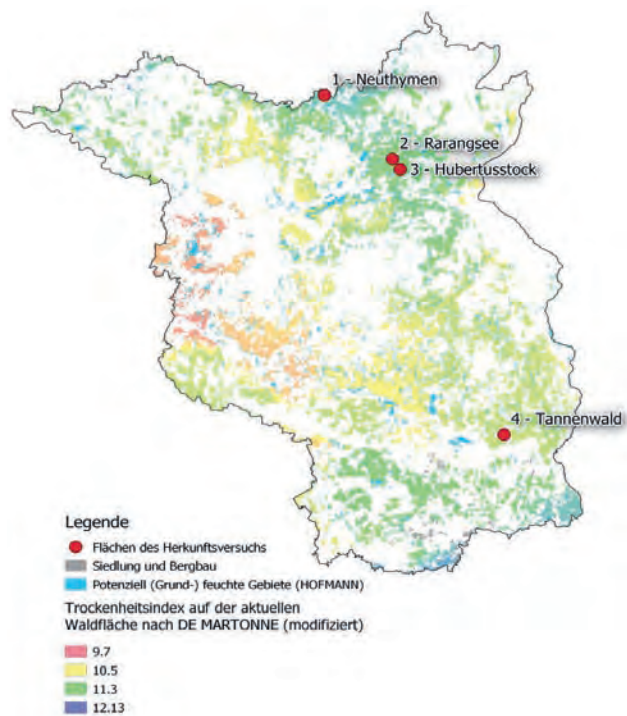 1 - Neuthymen
2 - Rarangsee
3 - Hubertusstock
4 - Tannenwald
Legende
Flächen des Herkunftsversuchs
Siedlung und Bergbau
Potenziell (Grund-) feuchte Gebiete (HOFMANN)
Trockenheitsindex auf der aktuellen
Waldfläche nach DE MARTONNE (modifiziert)
9.7
10.5
11.3
12.13